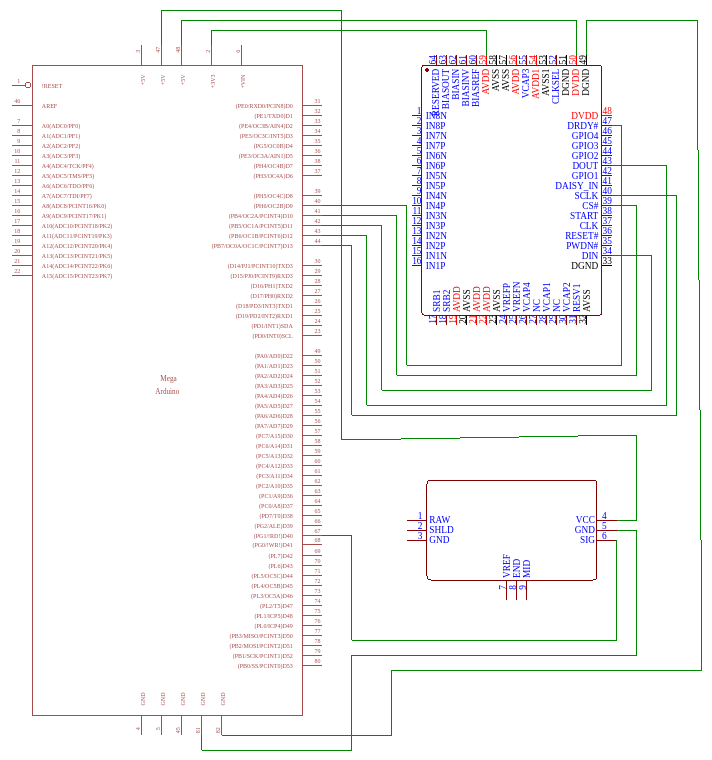 3 47 48 2 6
+5V +5V +5V +3V3 +VIN
1 !RESET
46 AREF
7 A0(ADC0/PF0)
8 A1(ADC1/PF1)
9 A2(ADC2/PF2)
10 A3(ADC3/PF3)
11 A4(ADC4/TCK/PF4)
12 A5(ADC5/TMS/PF5)
13 A6(ADC6/TDO/PF6)
14 A7(ADC7/TDI/PF7)
15 A8(ADC8/PCINT16/PK0)
16 A9(ADC9/PCINT17/PK1)
17 A10(ADC10/PCINT18/PK2)
18 A11(ADC11/PCINT19/PK3)
19 A12(ADC12/PCINT20/PK4)
20 A13(ADC13/PCINT21/PK5)
21 A14(ADC14/PCINT22/PK6)
22 A15(ADC15/PCINT23/PK7)
(PE0/RXD0/PCIN8)D0 31
(PE1/TXD0)D1 32
(PE4/OC3B/AIN4)D2 33
(PE5/OC3C/INT5)D3 34
(PG5/OC0B)D4 35
(PE3/OC3A/AIN1)D5 36
(PH4/OC4B)D7 38
(PH3/OC4A)D6 37
(PH5/OC4C)D8 39
(PH6/OC2B)D9 40
(PB4/OC2A/PCINT4)D10 41
(PB5/OC1A/PCINT5)D11 42
(PB6/OC1B/PCINT6)D12 43
(PB7/OC0A/OC1C/PCINT7)D13 44
(D14/PJ1/PCINT10)TXD3 30
(D15/PJ0/PCINT9)RXD3 29
(D16/PH1)TXD2 28
(D17/PH0)RXD2 27
(D18/PD3/INT3)TXD1 26
(D19/PD2/INT2)RXD1 25
(PD1/INT1)SDA 24
(PD0/INT0)SCL 23
(PA0/AD0)D22 49
(PA1/AD1)D23 50
(PA2/AD2)D24 51
(PA3/AD3)D25 52
(PA4/AD4)D26 53
(PA5/AD5)D27 54
(PA6/AD6)D28 55
(PA7/AD7)D29 56
(PC7/A15)D30 57
(PC6/A14)D31 58
(PC5/A13)D32 59
(PC4/A12)D33 60
(PC3/A11)D34 61
(PC2/A10)D35 62
(PC1/A9)D36 63
(PC0/A8)D37 64
(PD7/T0)D38 65
(PG2/ALE)D39 66
(PG1/!RD!)D40 67
(PG0/!WR!)D41 68
(PL7)D42 69
(PL6)D43 70
(PL5/OC5C)D44 71
(PL4/OC5B)D45 72
(PL3/OC5A)D46 73
(PL2/T5)D47 74
(PL1/ICP5)D48 75
(PL0/ICP4)D49 76
(PB3/MISO/PCINT3)D50 77
(PB2/MOSI/PCINT2)D51 78
(PB1/SCK/PCINT1)D52 79
(PB0/SS/PCINT0)D53 80
Mega
Arduino
GND GND GND GND GND
4 5 45 81 82
64 63 62 61 60 59 58 57 56 55 54 53 52 51 50 49
RESERVED BIASOUT BIASIN BIASINV BIASREF AVDD AVSS AVSS AVDD VCAP3 AVDD1 AVSS1 CLKSEL DGND DVDD DGND
1 IN8N
2 IN8P
3 IN7N
4 IN7P
5 IN6N
6 IN6P
7 IN5N
8 IN5P
9 IN4N
10 IN4P
11 IN3N
12 IN3P
13 IN2N
14 IN2P
15 IN1N
16 IN1P
DVDD 48
DRDY# 47
GPIO4 46
GPIO3 45
GPIO2 44
DOUT 43
GPIO1 42
DAISY_IN 41
SCLK 40
CS# 39
START 38
CLK 37
RESET# 36
PWDN# 35
DIN 34
DGND 33
SRB1 SRB2 AVDD AVSS AVDD AVDD AVSS VREFP VREFN VCAP4 NC VCAP1 NC VCAP2 RESV1 AVSS
17 18 19 20 21 22 23 24 25 26 27 28 29 30 31 32
1 RAW
2 SHLD
3 GND
VCC 4
GND 5
SIG 6
VREF END MID
7 8 9